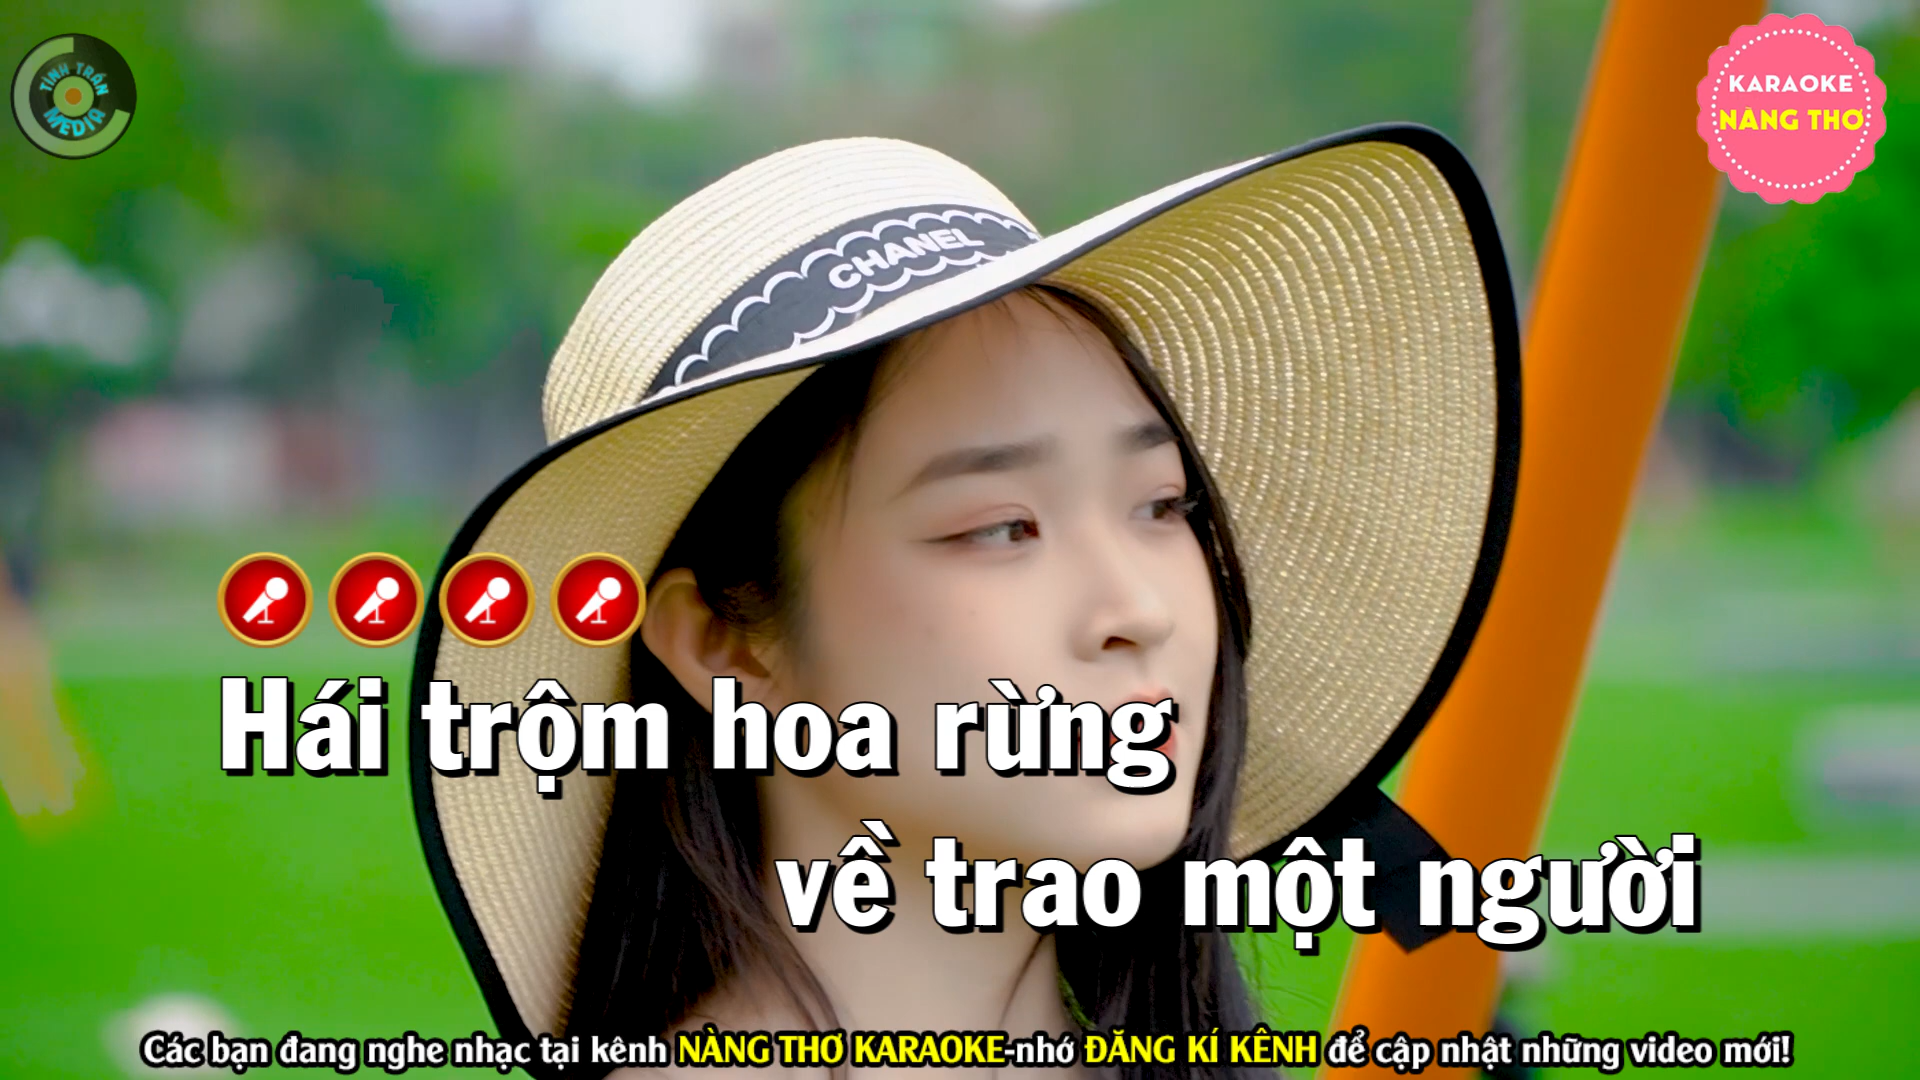 TÌNH TRẦN
MEDIA
KARAOKE
NÀNG THƠ
CHANEL
Hái trộm hoa rừng
về trao một người
Các bạn đang nghe nhạc tại kênh NÀNG THƠ KARAOKE-nhớ ĐĂNG KÍ KÊNH để cập nhật những video mới!